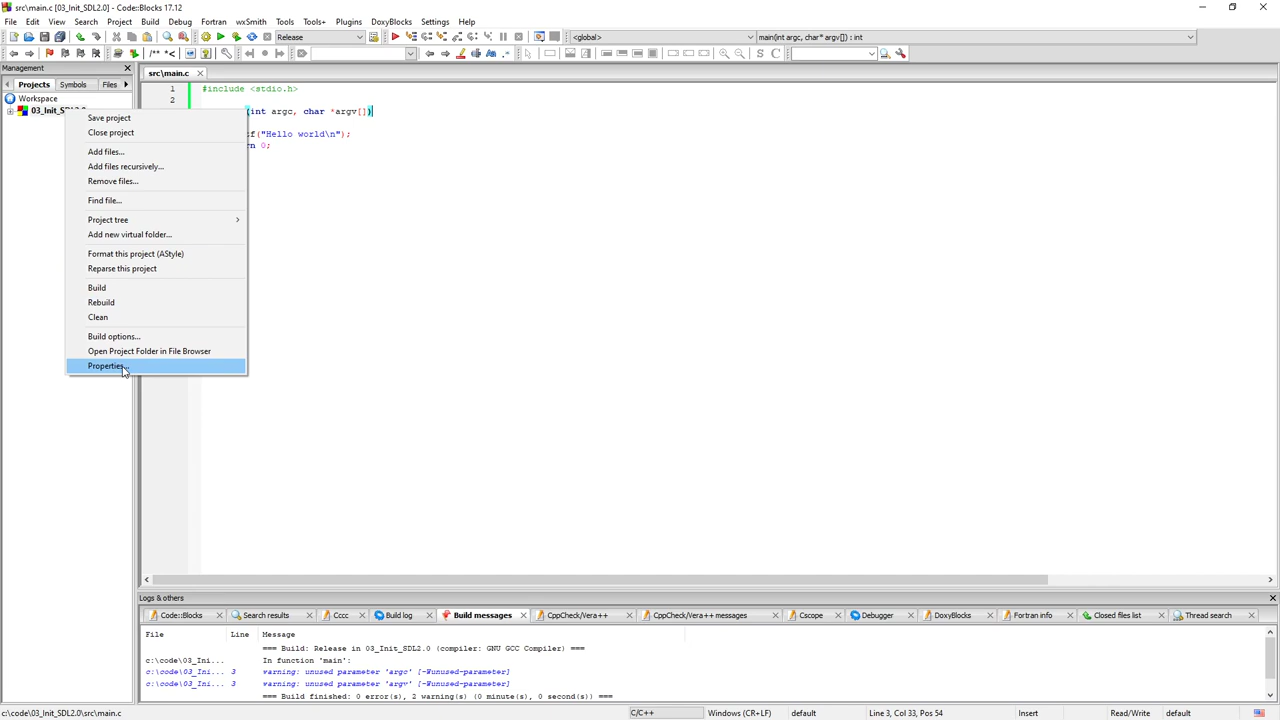 src\main.c [03_Init_SDL2.0] - Code::Blocks 17.12
File Edit View Search Project Build Debug Fortran wxSmith Tools Tools+ Plugins DoxyBlocks Settings Help
Release <global> main(int argc, char* argv[]) : int
/** *<
Management
Projects Symbols Files
src\main.c
Workspace
03_Init_SDL2.0
1 #include <stdio.h>
2
(int argc, char *argv[])
f("Hello world\n");
rn 0;
Save project
Close project
Add files...
Add files recursively...
Remove files...
Find file...
Project tree
Add new virtual folder...
Format this project (AStyle)
Reparse this project
Build
Rebuild
Clean
Build options...
Open Project Folder in File Browser
Properties...
Logs & others
Code::Blocks Search results Cccc Build log Build messages CppCheck/Vera++ CppCheck/Vera++ messages Cscope Debugger DoxyBlocks Fortran info Closed files list Thread search
File Line Message
=== Build: Release in 03_Init_SDL2.0 (compiler: GNU GCC Compiler) ===
c:\code\03_Ini... In function 'main':
c:\code\03_Ini... 3 warning: unused parameter 'argc' [-Wunused-parameter]
c:\code\03_Ini... 3 warning: unused parameter 'argv' [-Wunused-parameter]
=== Build finished: 0 error(s), 2 warning(s) (0 minute(s), 0 second(s)) ===
c:\code\03_Init_SDL2.0\src\main.c C/C++ Windows (CR+LF) default Line 3, Col 33, Pos 54 Insert Read/Write default